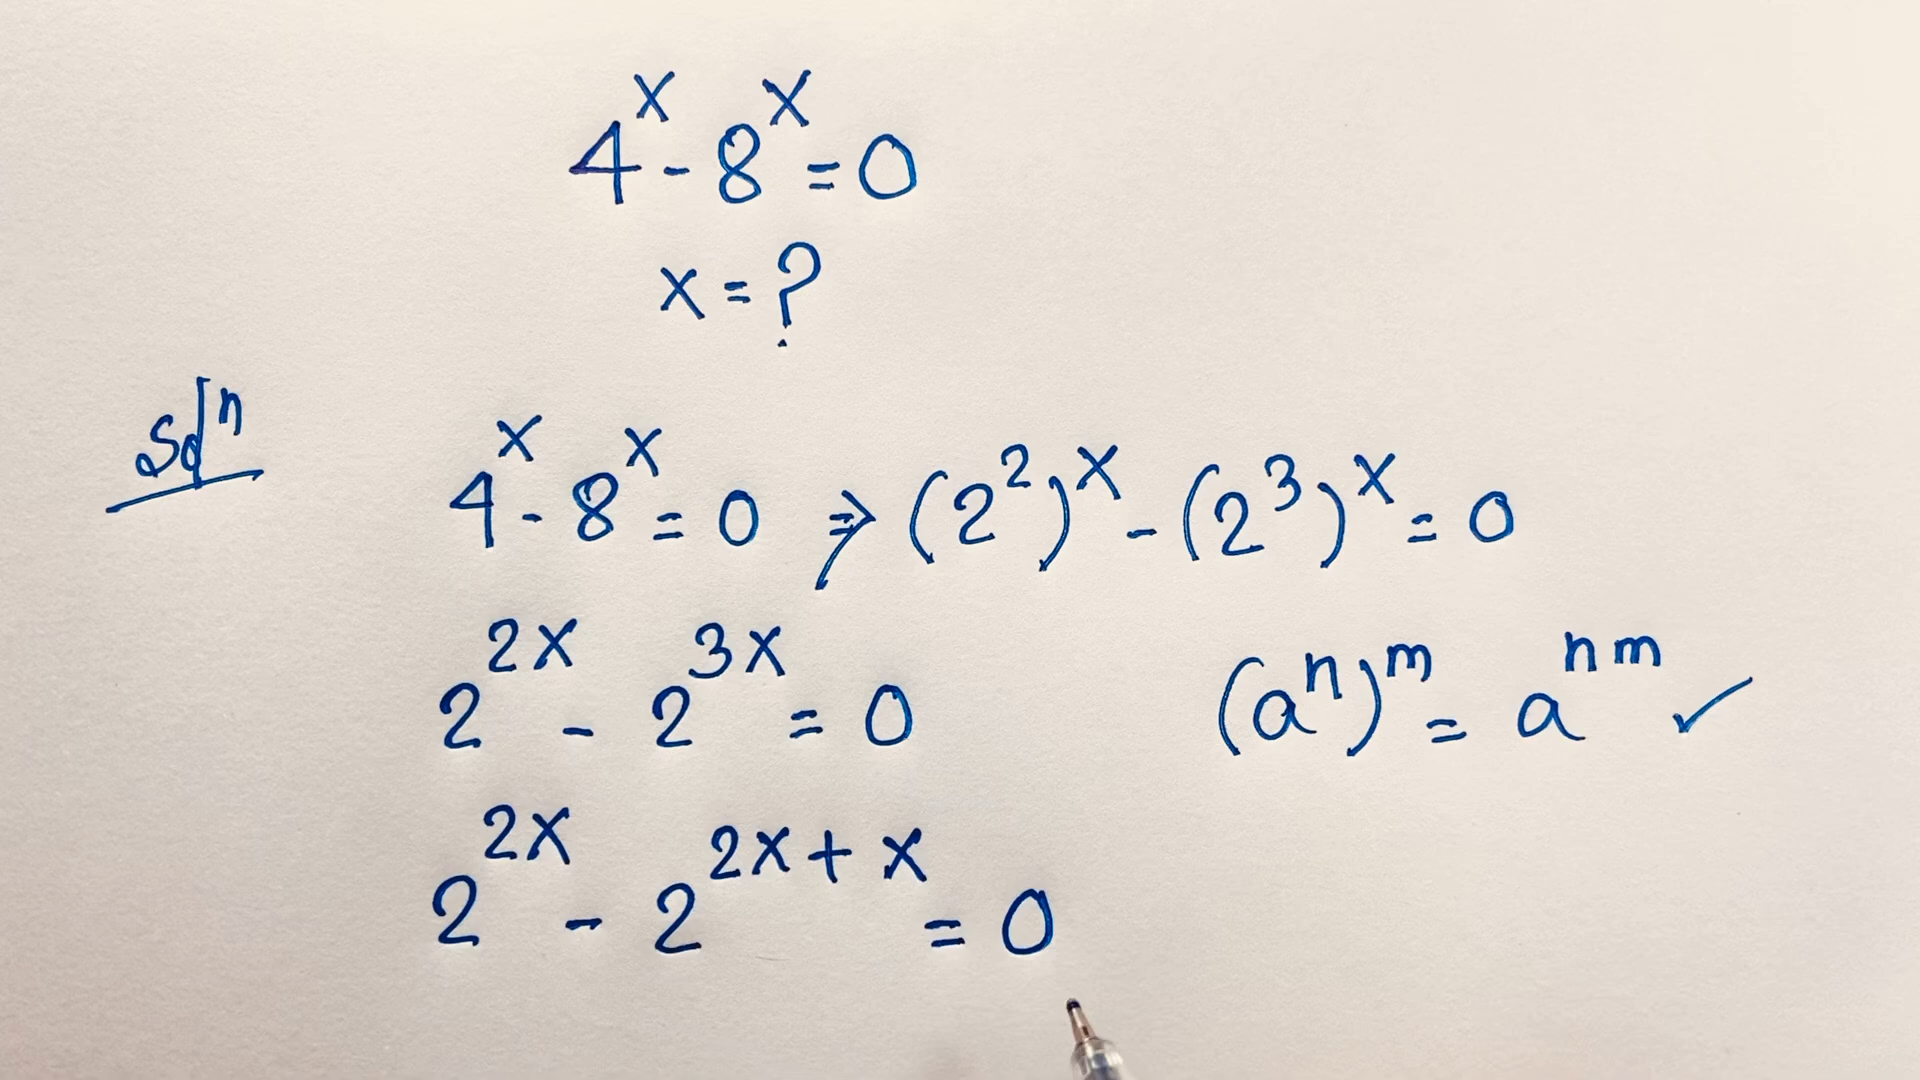 4^x - 8^x = 0
x = ?
Sol^n
4^x - 8^x = 0 ⇒ (2^2)^x - (2^3)^x = 0
2^{2x} - 2^{3x} = 0 (a^n)^m = a^{nm} ✓
2^{2x} - 2^{2x+x} = 0